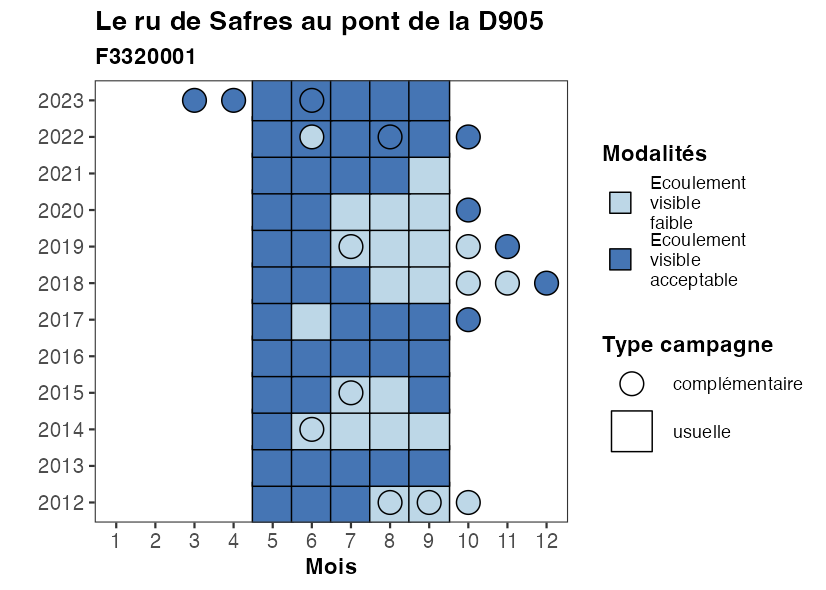 Le ru de Safres au pont de la D905
F3320001
2023
2022
2021
2020
2019
2018
2017
2016
2015
2014
2013
2012
1 2 3 4 5 6 7 8 9 10 11 12
Mois
Modalités
Ecoulement
visible
faible
Ecoulement
visible
acceptable
Type campagne
complémentaire
usuelle